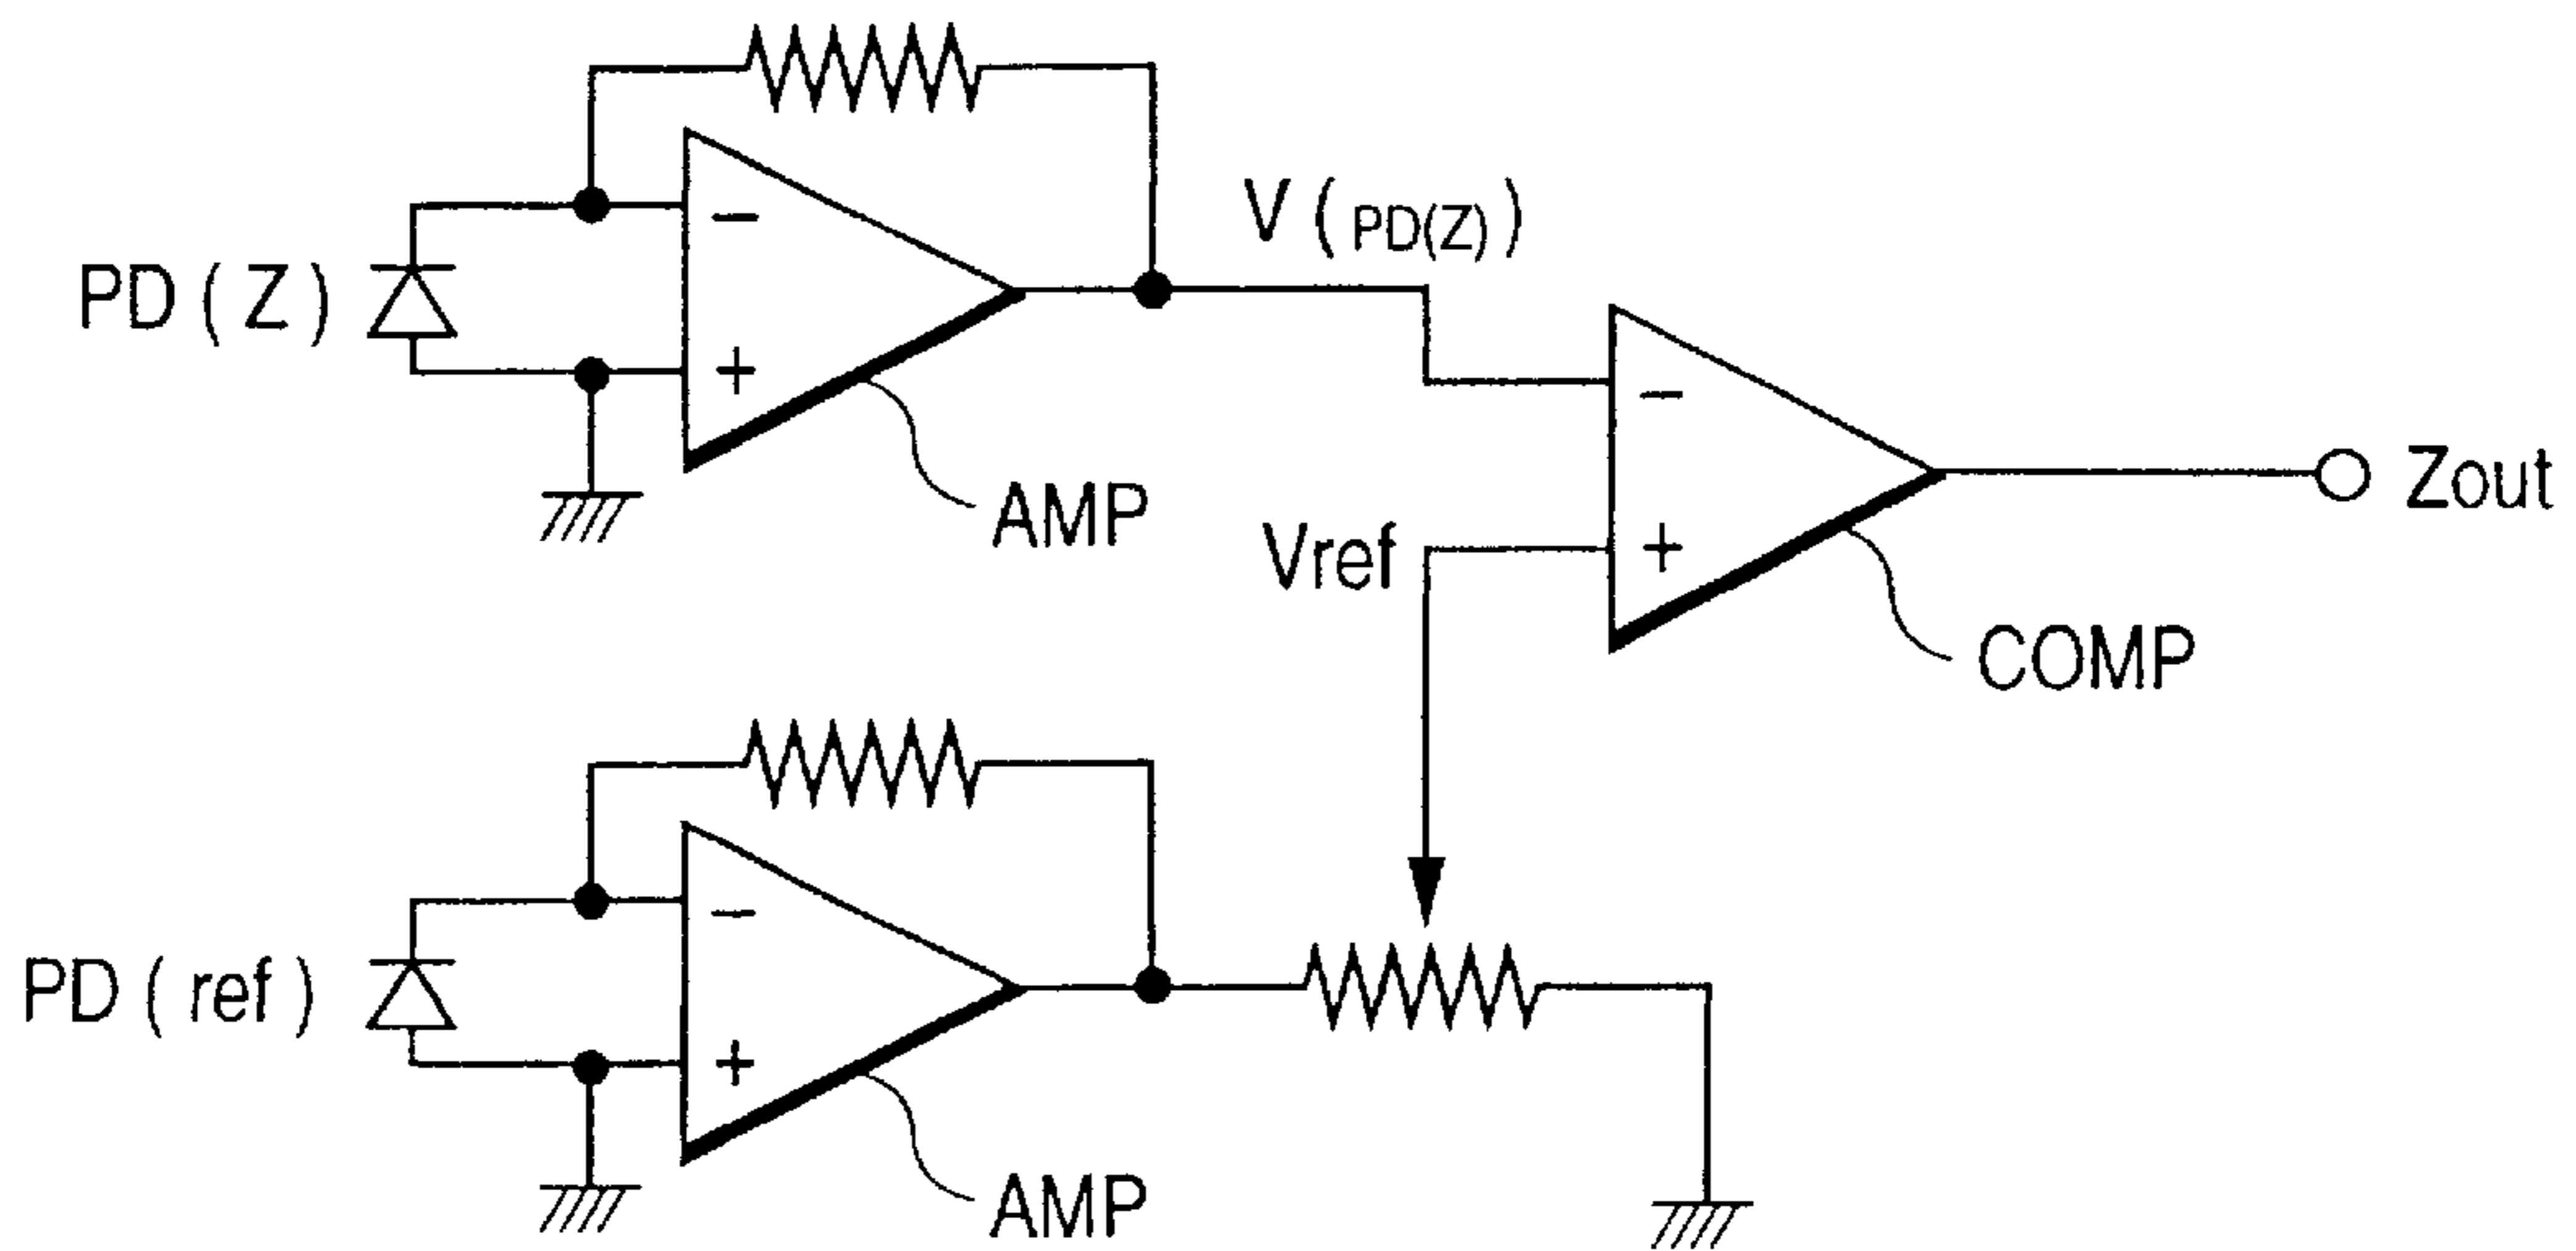 V ( PD(Z) )
−
PD ( Z )
+
−
AMP
Zout
Vref
+
COMP
−
PD ( ref )
+
AMP